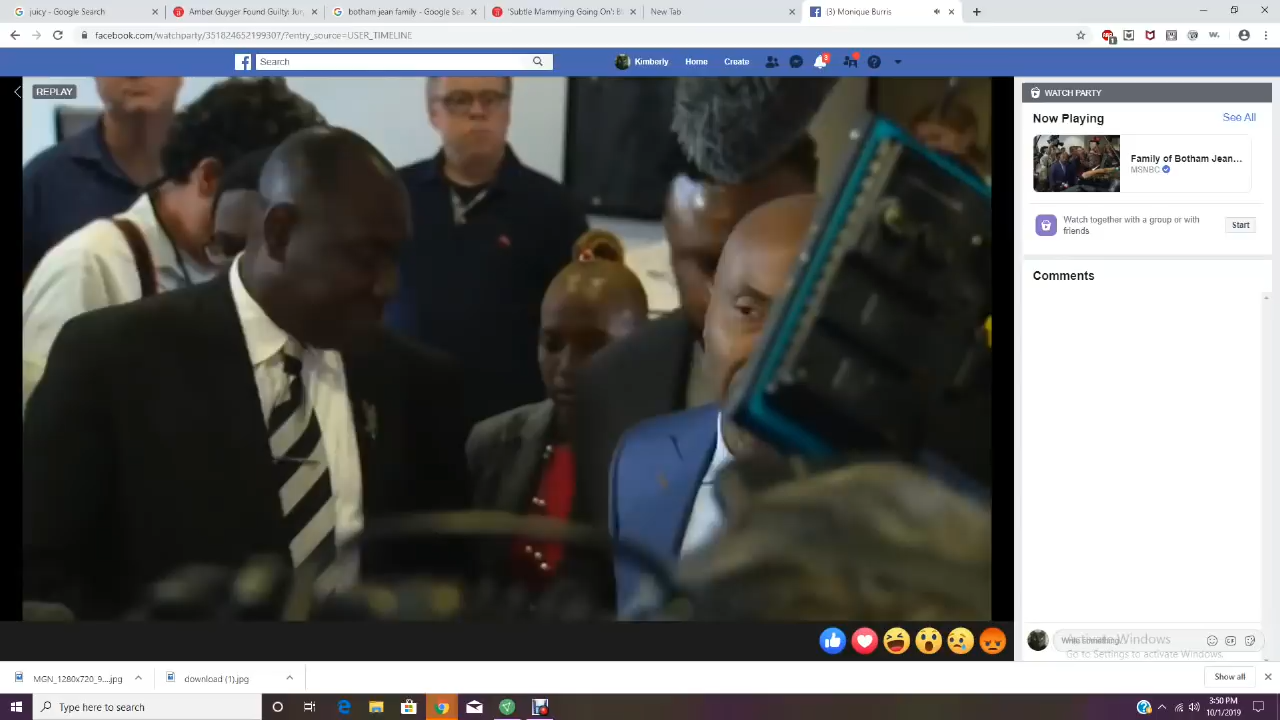 juicy - Google Search
Amber Guyger Found Guilty: Jur
botham jean family - Google Sea
'Subtle Mammying Going On' Bl
New Tab
(3) Monique Burris
facebook.com/watchparty/351824652199307/?entry_source=USER_TIMELINE
Search
Kimberly
Home
Create
3
REPLAY
WATCH PARTY
Now Playing
See All
Family of Botham Jean...
MSNBC
Watch together with a group or with
friends
Start
Comments
Write something...
Activate Windows
Go to Settings to activate Windows.
MGN_1280x720_9....jpg
download (1).jpg
Show all
Type here to search
3:50 PM
10/1/2019